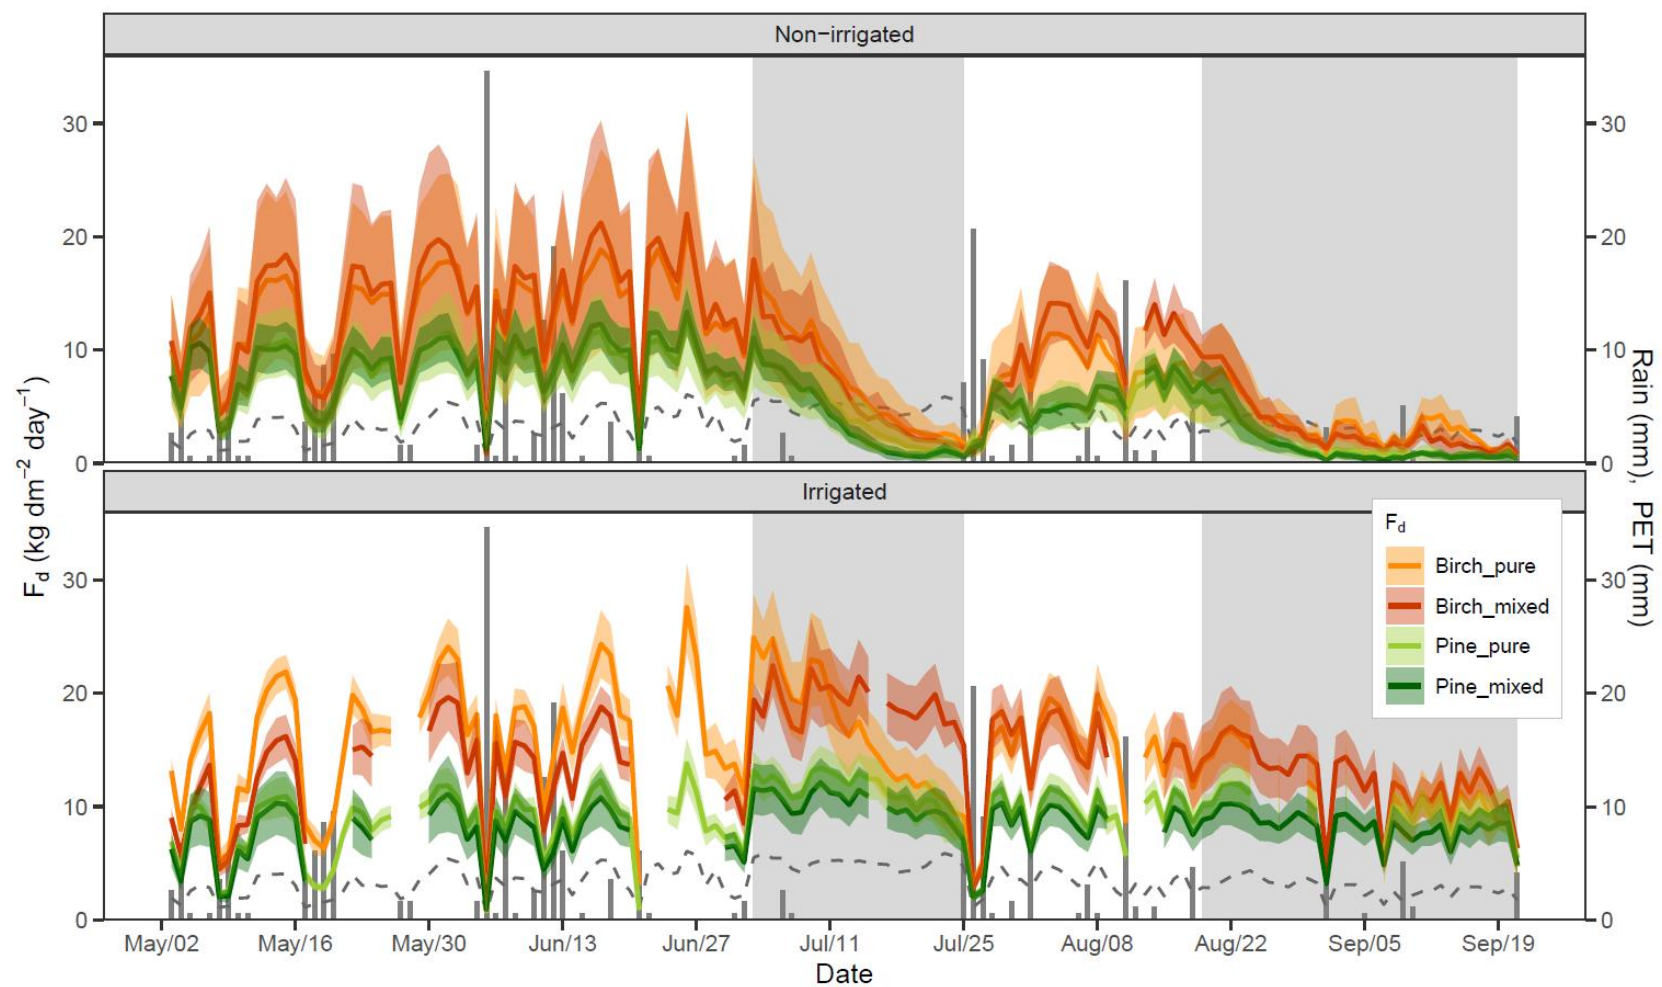 Non−irrigated
30
20
10
0
30
20
10
0
Irrigated
30
20
10
0
30
20
10
0
Fd (kg dm−2 day−1)
Rain (mm), PET (mm)
Fd
Birch_pure
Birch_mixed
Pine_pure
Pine_mixed
May/02 May/16 May/30 Jun/13 Jun/27 Jul/11 Jul/25 Aug/08 Aug/22 Sep/05 Sep/19
Date